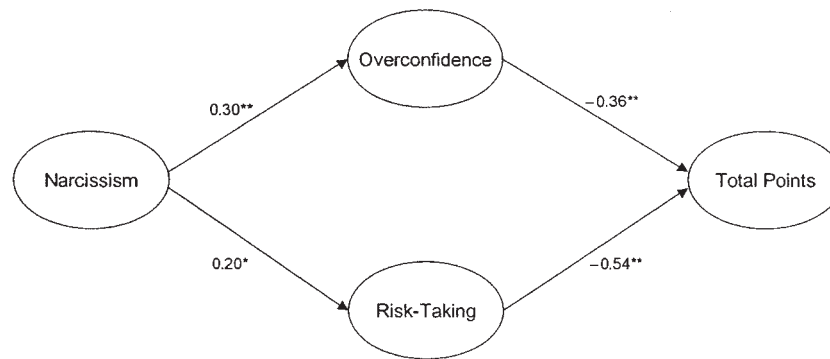 Overconfidence
0.30**
−0.36**
Narcissism
Total Points
0.20*
−0.54**
Risk-Taking